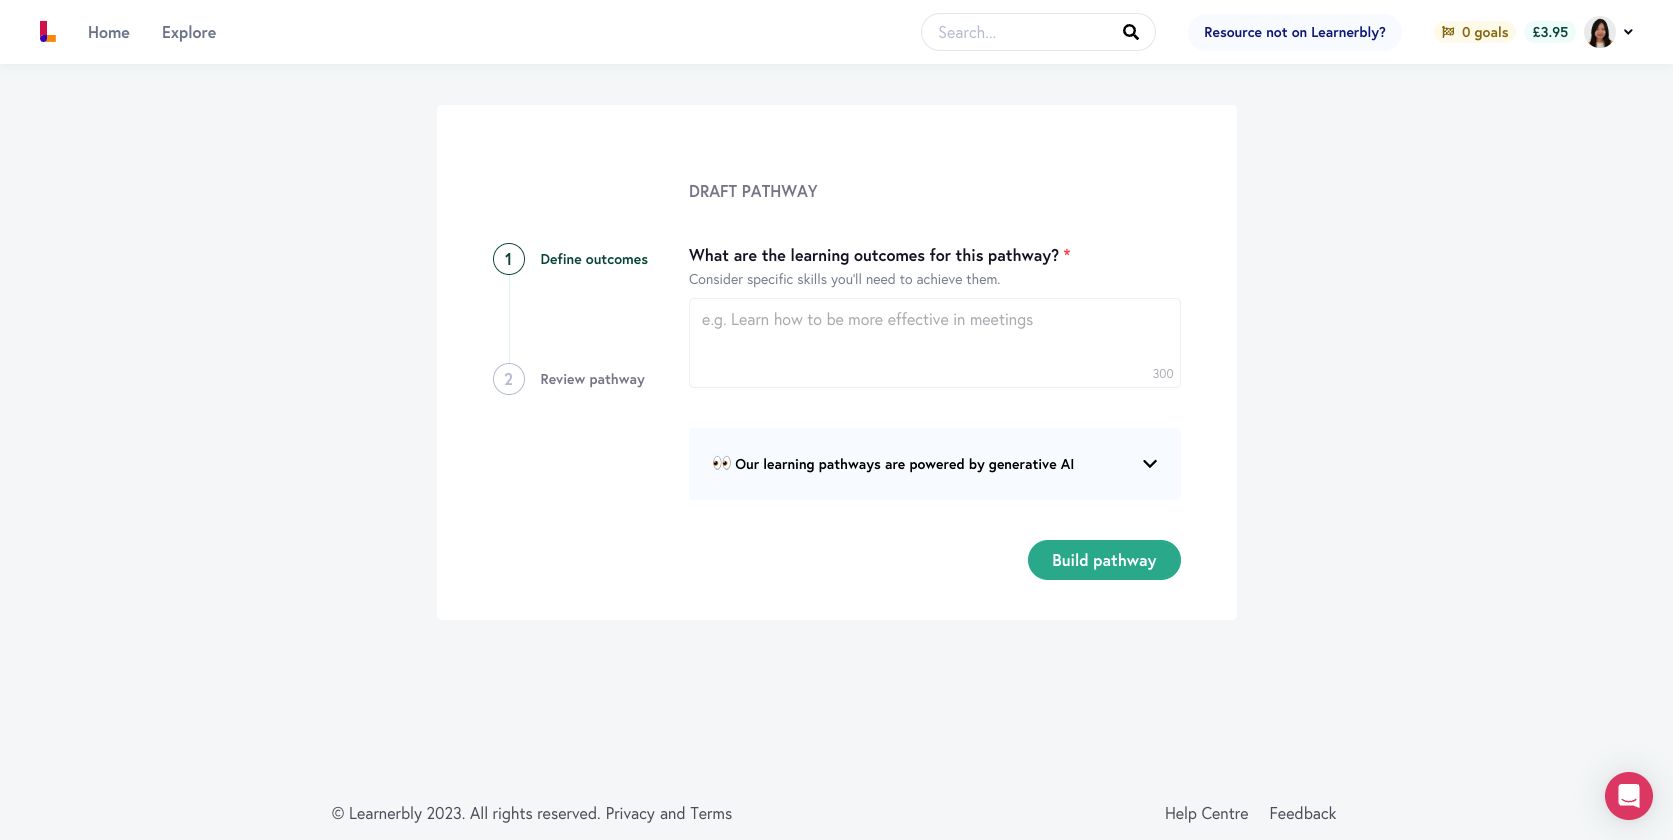 Home
Explore
Search...
Resource not on Learnerbly?
0 goals
£3.95
DRAFT PATHWAY
1
Define outcomes
What are the learning outcomes for this pathway? *
Consider specific skills you'll need to achieve them.
e.g. Learn how to be more effective in meetings
300
2
Review pathway
👀 Our learning pathways are powered by generative AI
Build pathway
© Learnerbly 2023. All rights reserved. Privacy and Terms
Help Centre
Feedback